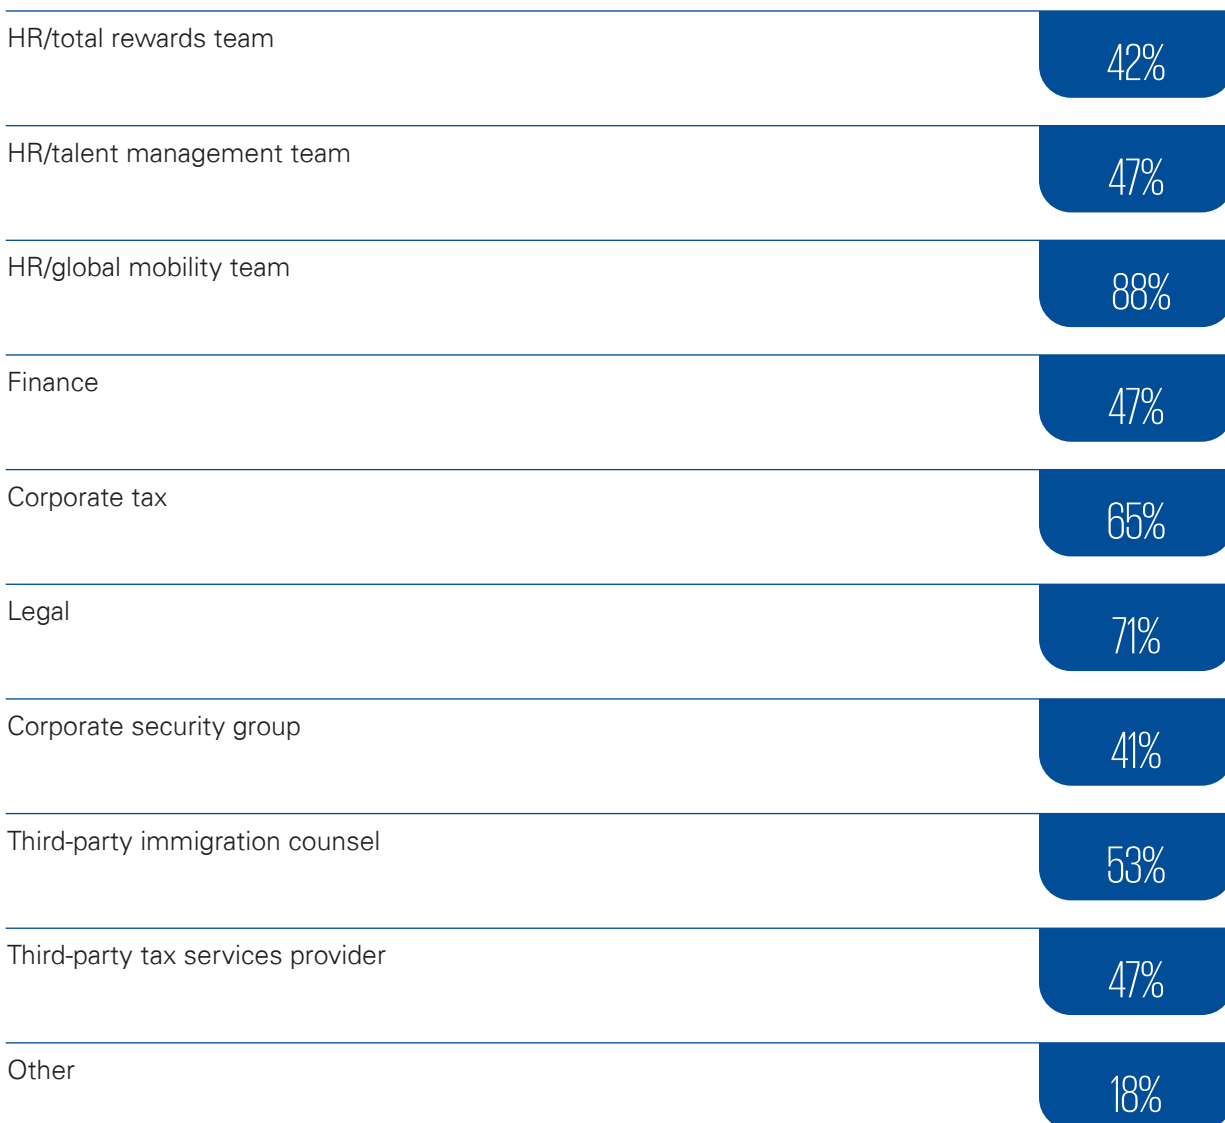 HR/total rewards team 42%
HR/talent management team 47%
HR/global mobility team 88%
Finance 47%
Corporate tax 65%
Legal 71%
Corporate security group 41%
Third-party immigration counsel 53%
Third-party tax services provider 47%
Other 18%